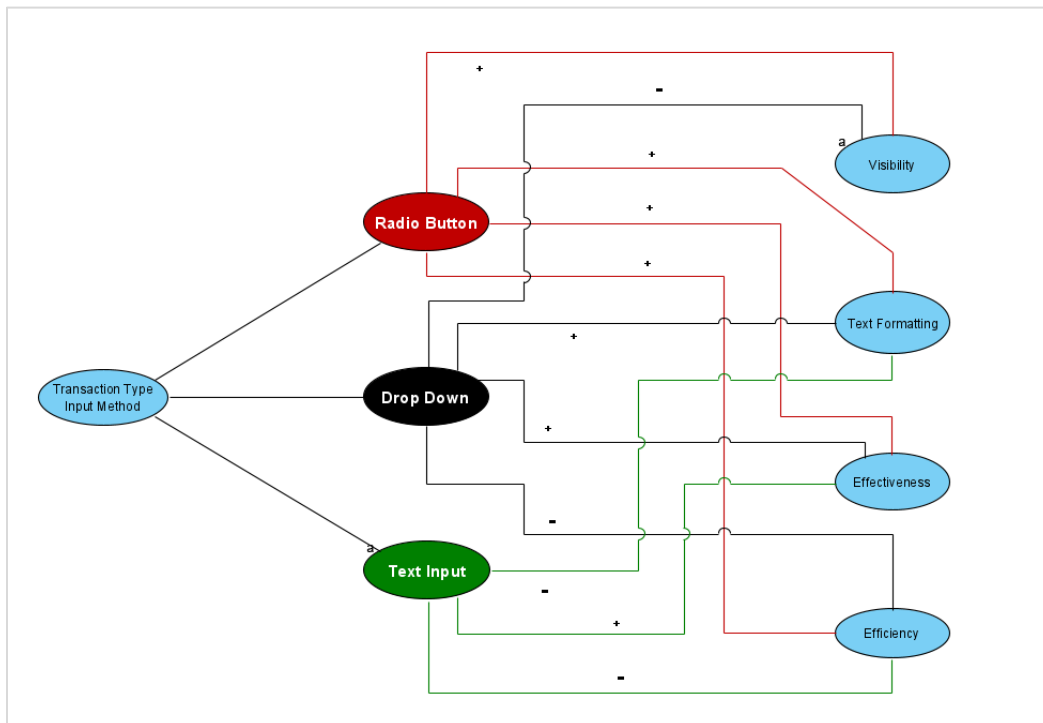 +
-
a
Visibility
+
Radio Button
+
+
Text Formatting
+
Transaction Type
Input Method
Drop Down
+
Effectiveness
-
a
Text Input
-
+
Efficiency
-